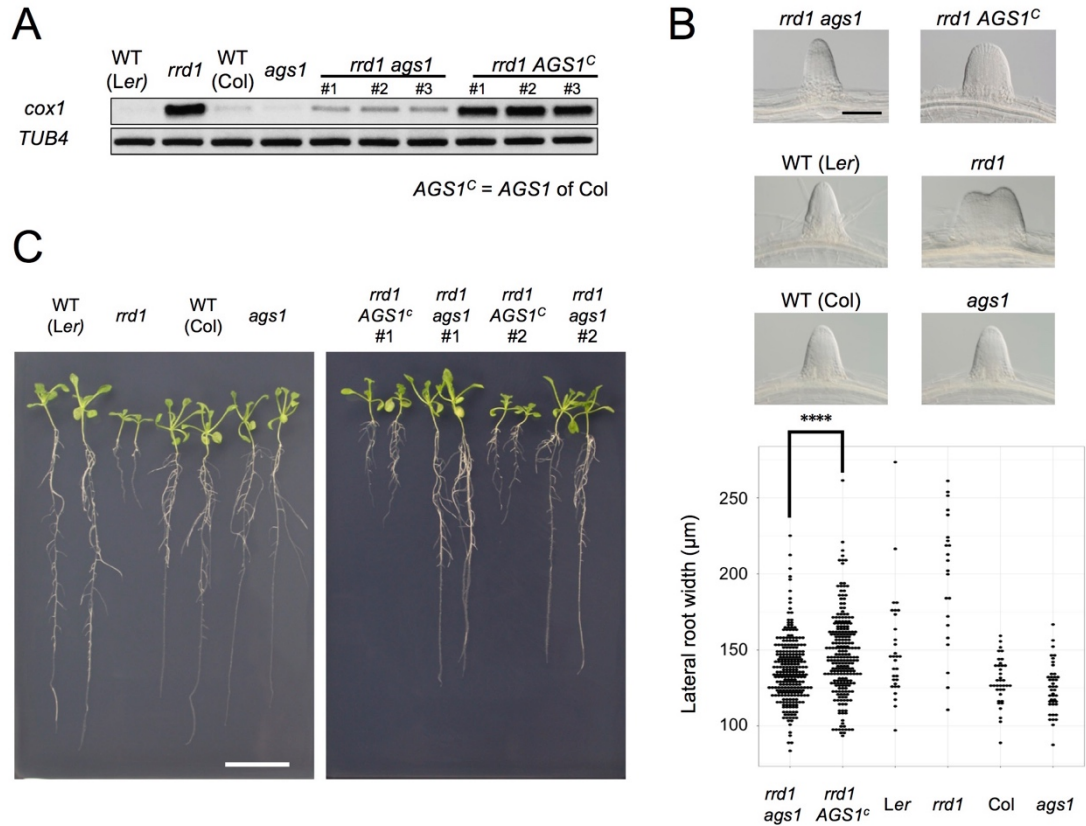 A
WT (Ler) rrd1 WT (Col) ags1 rrd1 ags1 #1 #2 #3 rrd1 AGS1C #1 #2 #3
cox1
TUB4
AGS1C = AGS1 of Col
B
rrd1 ags1 rrd1 AGS1C
WT (Ler) rrd1
WT (Col) ags1
****
Lateral root width (µm)
250
200
150
100
rrd1 ags1 rrd1 AGS1c Ler rrd1 Col ags1
C
WT (Ler) rrd1 WT (Col) ags1
rrd1 AGS1c #1 rrd1 ags1 #1 rrd1 AGS1C #2 rrd1 ags1 #2